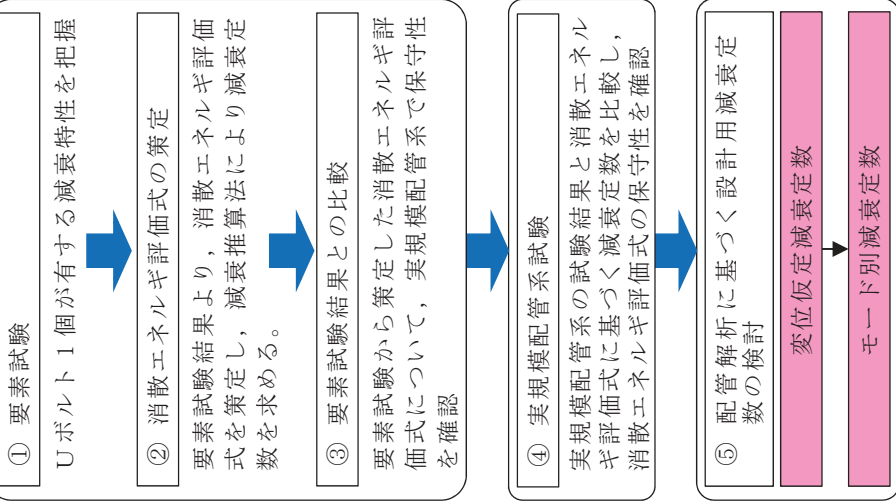 ① 要素試験
Uボルト1個が有する減衰特性を把握
② 消散エネルギ評価式の策定
要素試験結果より，消散エネルギ評価
式を策定し，減衰推算法により減衰定
数を求める。
③ 要素試験結果との比較
要素試験から策定した消散エネルギ評
価式について，実規模配管系で保守性
を確認
④ 実規模配管系試験
実規模配管系の試験結果と消散エネル
ギ評価式に基づく減衰定数を比較し，
消散エネルギ評価式の保守性を確認
⑤ 配管解析に基づく設計用減衰定
数の検討
変位仮定減衰定数
モード別減衰定数